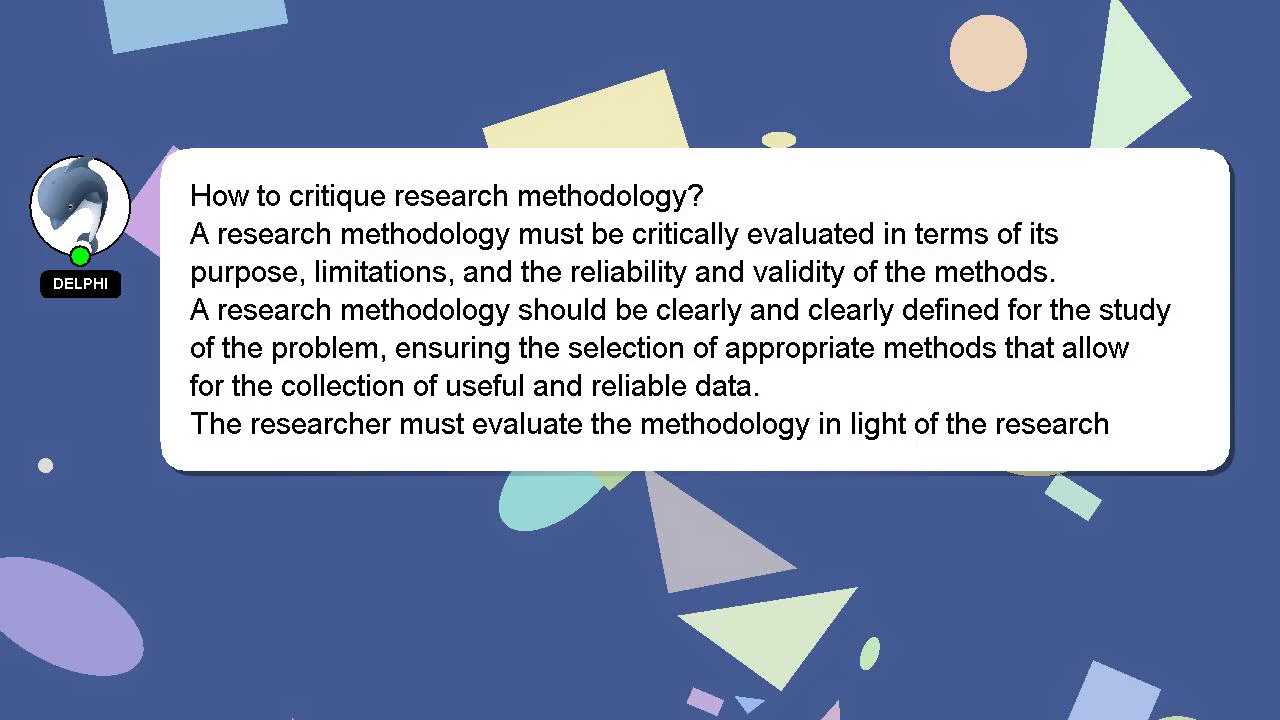 How to critique research methodology?
A research methodology must be critically evaluated in terms of its
purpose, limitations, and the reliability and validity of the methods.
A research methodology should be clearly and clearly defined for the study
of the problem, ensuring the selection of appropriate methods that allow
for the collection of useful and reliable data.
The researcher must evaluate the methodology in light of the research
DELPHI